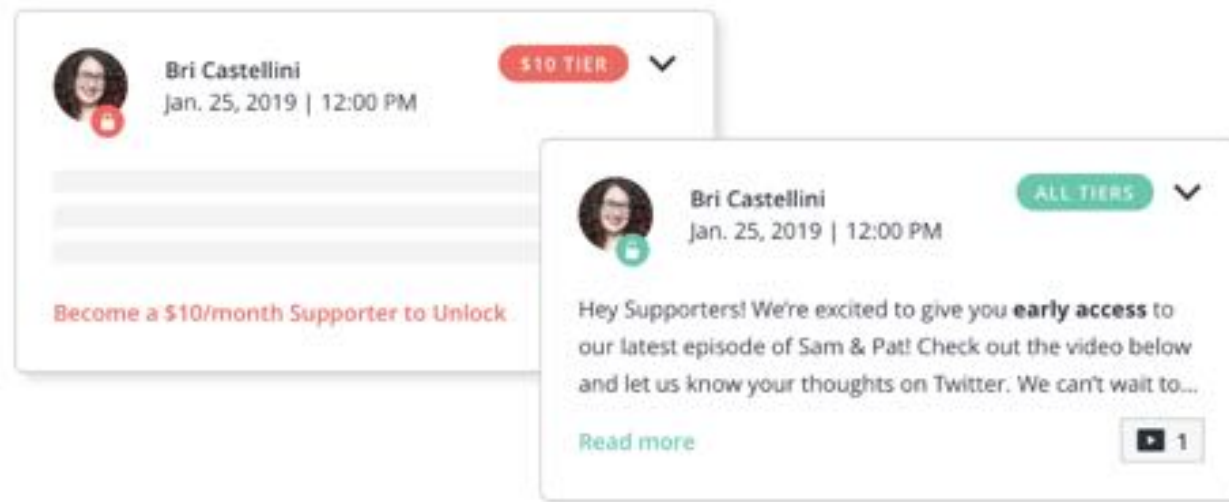 Bri Castellini
$10 TIER
Jan. 25, 2019 | 12:00 PM
Become a $10/month Supporter to Unlock
Bri Castellini
ALL TIERS
Jan. 25, 2019 | 12:00 PM
Hey Supporters! We're excited to give you early access to
our latest episode of Sam & Pat! Check out the video below
and let us know your thoughts on Twitter. We can't wait to...
Read more
1